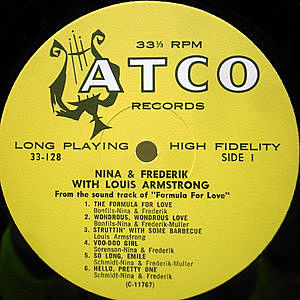 33⅓ RPM
ATCO
RECORDS
LONG PLAYING HIGH FIDELITY
33-128 SIDE 1
NINA & FREDERIK
WITH LOUIS ARMSTRONG
From the sound track of "Formula For Love"
1. THE FORMULA FOR LOVE
Bonfils-Nina & Frederik
2. WONDROUS, WONDROUS LOVE
Bonfils-Nina & Frederik-Muller
3. STRUTTIN' WITH SOME BARBECUE
Louis Armstrong
4. VOO-DOO GIRL
Sorenson-Nina & Frederik
5. SO LONG, EMILE
Schmidt-Nina & Frederik-Muller
6. HELLO, PRETTY ONE
Schmidt-Nina & Frederik
(C-11767)